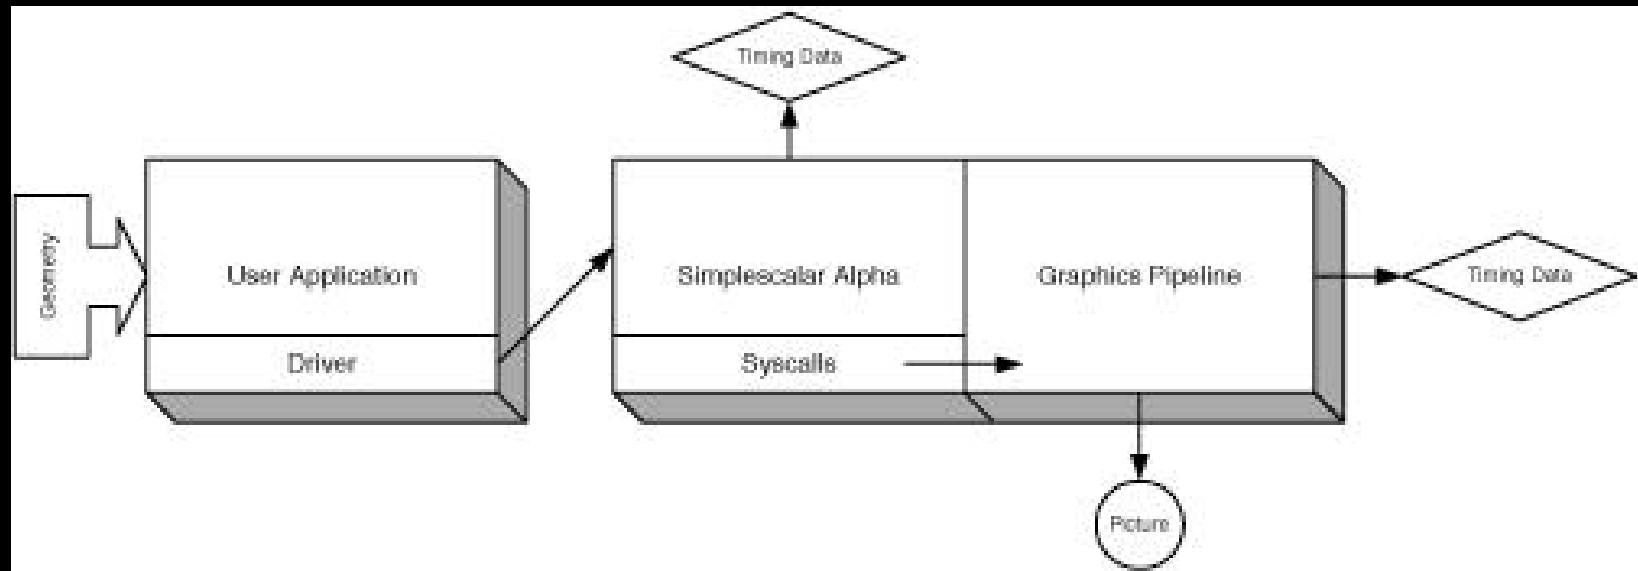 Timing Data
Geometry
User Application
Driver
Simplescalar Alpha
Syscalls
Graphics Pipeline
Timing Data
Picture